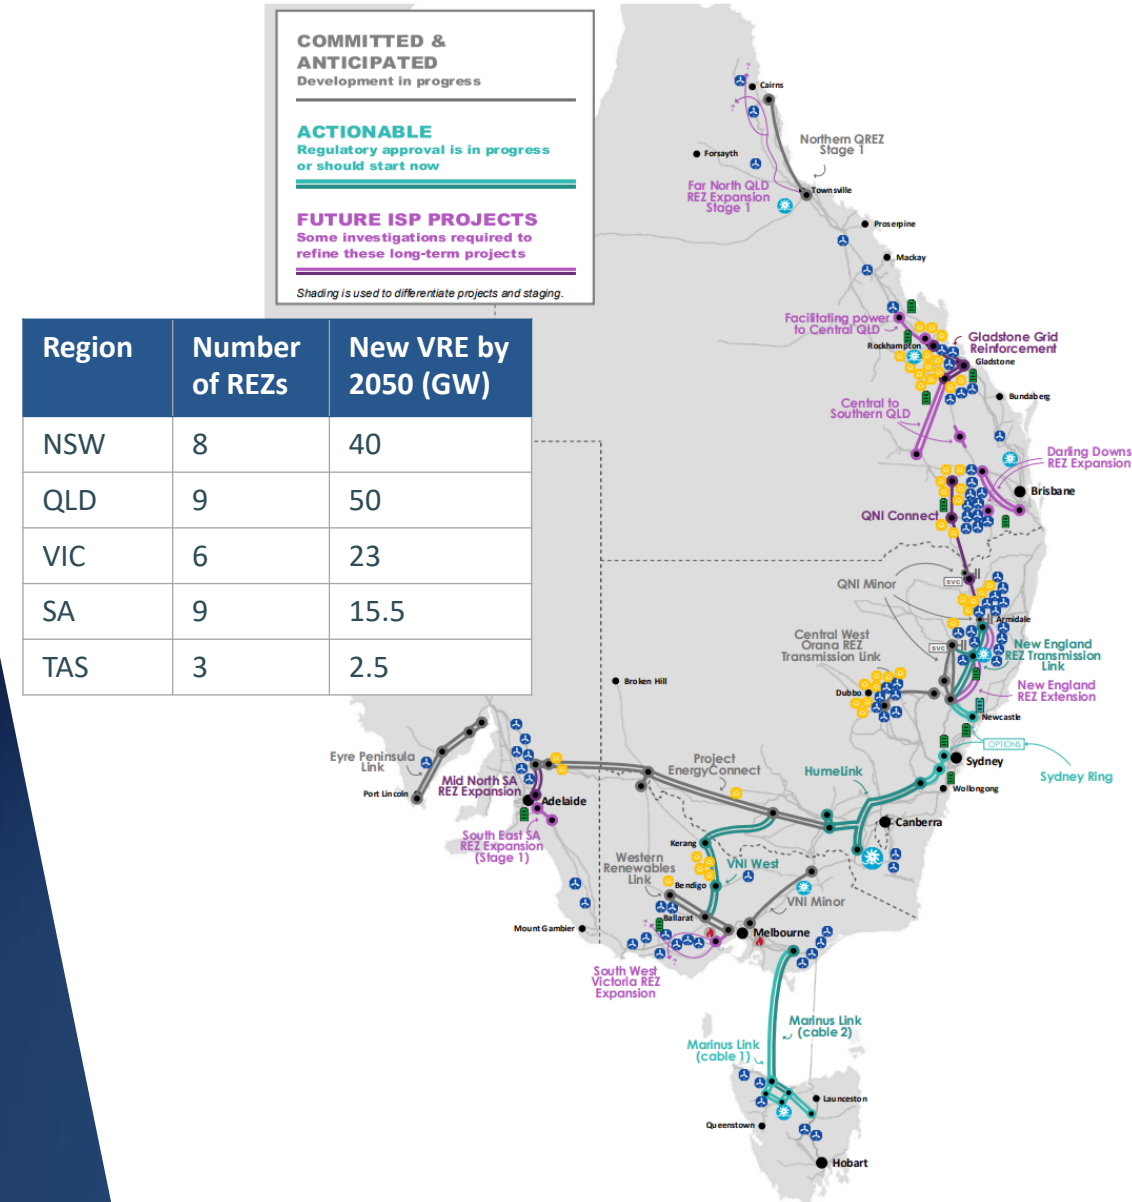 COMMITTED &
ANTICIPATED
Development in progress
ACTIONABLE
Regulatory approval is in progress
or should start now
FUTURE ISP PROJECTS
Some investigations required to
refine these long-term projects
Shading is used to differentiate projects and staging.
Region
Number
of REZs
New VRE by
2050 (GW)
NSW 8 40
QLD 9 50
VIC 6 23
SA 9 15.5
TAS 3 2.5
?
?
Cairns
Northern QREZ
Stage 1
Forsayth
Far North QLD
REZ Expansion
Stage 1
Townsville
Proserpine
Mackay
Facilitating power
to Central QLD
Rockhampton
Gladstone Grid
Reinforcement
Gladstone
Central to
Southern QLD
Bundaberg
Darling Downs
REZ Expansion
Brisbane
QNI Connect
QNI Minor
SVC
Armidale
Central West
Orana REZ
Transmission Link
SVC
New England
REZ Transmission
Link
New England
REZ Extension
Broken Hill
Dubbo
Newcastle
OPTIONS
Sydney
Sydney Ring
Wollongong
Eyre Peninsula
Link
Port Lincoln
Mid North SA
REZ Expansion
Adelaide
South East SA
REZ Expansion
(Stage 1)
Project
EnergyConnect
HumeLink
Canberra
Kerang
Western
Renewables
Link
VNI West
Bendigo
VNI Minor
Ballarat
Mount Gambier
Melbourne
?
?
South West
Victoria REZ
Expansion
Marinus Link
(cable 2)
Marinus Link
(cable 1)
Launceston
Queenstown
Hobart